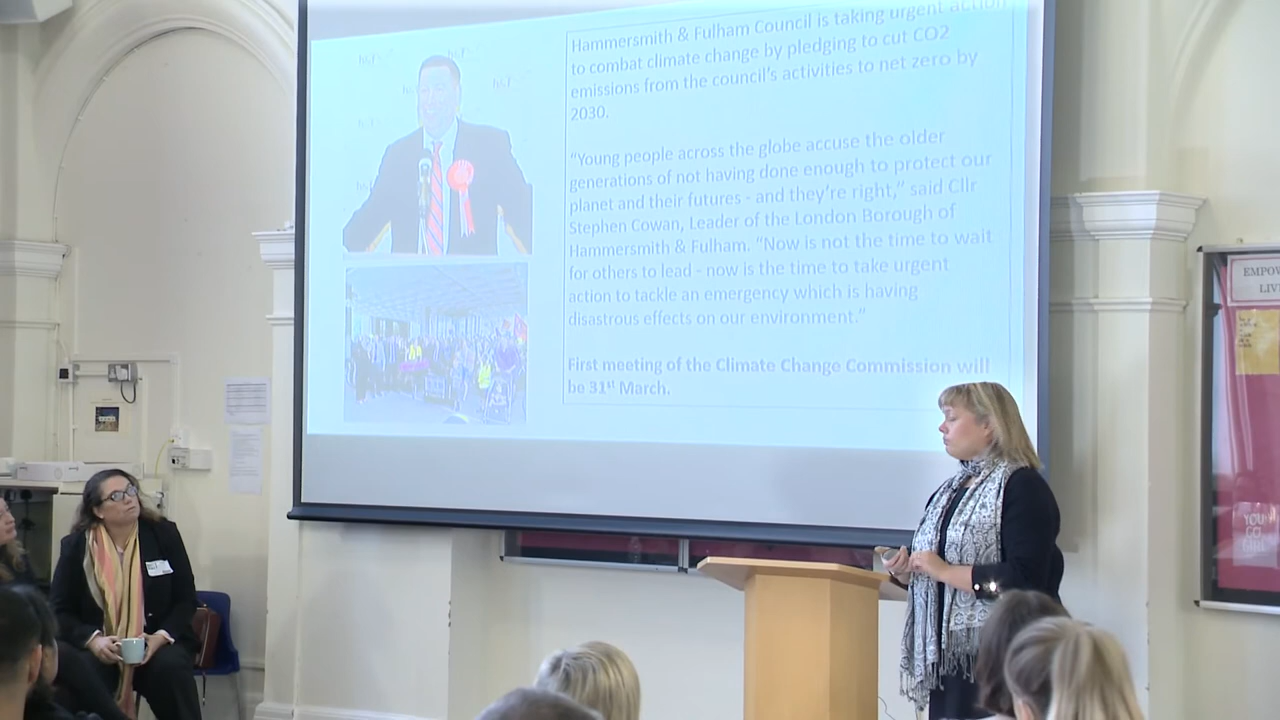 Hammersmith & Fulham Council is taking urgent action
to combat climate change by pledging to cut CO2
emissions from the council's activities to net zero by
2030.
“Young people across the globe accuse the older
generations of not having done enough to protect our
planet and their futures - and they're right,” said Cllr
Stephen Cowan, Leader of the London Borough of
Hammersmith & Fulham. “Now is not the time to wait
for others to lead - now is the time to take urgent
action to tackle an emergency which is having
disastrous effects on our environment.”
First meeting of the Climate Change Commission will
be 31st March.
YOU
GO
GIRL